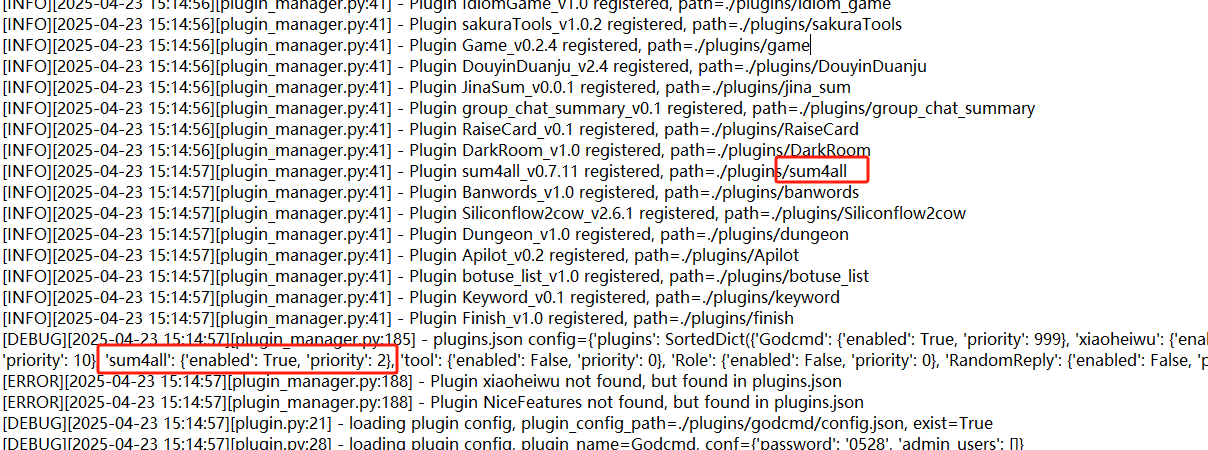 [INFO][2025-04-23 15:14:56][plugin_manager.py:41] - Plugin IdiomGame_v1.0 registered, path=./plugins/idiom_game
[INFO][2025-04-23 15:14:56][plugin_manager.py:41] - Plugin sakuraTools_v1.0.2 registered, path=./plugins/sakuraTools
[INFO][2025-04-23 15:14:56][plugin_manager.py:41] - Plugin Game_v0.2.4 registered, path=./plugins/game
[INFO][2025-04-23 15:14:56][plugin_manager.py:41] - Plugin DouyinDuanju_v2.4 registered, path=./plugins/DouyinDuanju
[INFO][2025-04-23 15:14:56][plugin_manager.py:41] - Plugin JinaSum_v0.0.1 registered, path=./plugins/jina_sum
[INFO][2025-04-23 15:14:56][plugin_manager.py:41] - Plugin group_chat_summary_v0.1 registered, path=./plugins/group_chat_summary
[INFO][2025-04-23 15:14:56][plugin_manager.py:41] - Plugin RaiseCard_v0.1 registered, path=./plugins/RaiseCard
[INFO][2025-04-23 15:14:56][plugin_manager.py:41] - Plugin DarkRoom_v1.0 registered, path=./plugins/DarkRoom
[INFO][2025-04-23 15:14:57][plugin_manager.py:41] - Plugin sum4all_v0.7.11 registered, path=./plugins/sum4all
[INFO][2025-04-23 15:14:57][plugin_manager.py:41] - Plugin Banwords_v1.0 registered, path=./plugins/banwords
[INFO][2025-04-23 15:14:57][plugin_manager.py:41] - Plugin Siliconflow2cow_v2.6.1 registered, path=./plugins/Siliconflow2cow
[INFO][2025-04-23 15:14:57][plugin_manager.py:41] - Plugin Dungeon_v1.0 registered, path=./plugins/dungeon
[INFO][2025-04-23 15:14:57][plugin_manager.py:41] - Plugin Apilot_v0.2 registered, path=./plugins/Apilot
[INFO][2025-04-23 15:14:57][plugin_manager.py:41] - Plugin botuse_list_v1.0 registered, path=./plugins/botuse_list
[INFO][2025-04-23 15:14:57][plugin_manager.py:41] - Plugin Keyword_v0.1 registered, path=./plugins/keyword
[INFO][2025-04-23 15:14:57][plugin_manager.py:41] - Plugin Finish_v1.0 registered, path=./plugins/finish
[DEBUG][2025-04-23 15:14:57][plugin_manager.py:185] - plugins.json config={'plugins': SortedDict({'Godcmd': {'enabled': True, 'priority': 999}, 'xiaoheiwu': {'ena
'priority': 10}, 'sum4all': {'enabled': True, 'priority': 2}, 'tool': {'enabled': False, 'priority': 0}, 'Role': {'enabled': False, 'priority': 0}, 'RandomReply': {'enabled': False, 'p
[ERROR][2025-04-23 15:14:57][plugin_manager.py:188] - Plugin xiaoheiwu not found, but found in plugins.json
[ERROR][2025-04-23 15:14:57][plugin_manager.py:188] - Plugin NiceFeatures not found, but found in plugins.json
[DEBUG][2025-04-23 15:14:57][plugin.py:21] - loading plugin config, plugin_config_path=./plugins/godcmd/config.json, exist=True
[DEBUG][2025-04-23 15:14:57][plugin.py:28] - loading plugin config, plugin_name=Godcmd, conf={'password': '0528', 'admin_users': []}